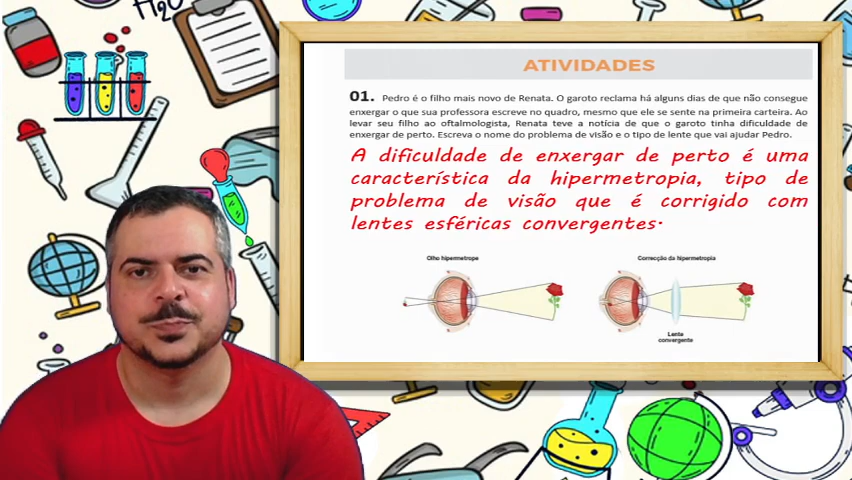 H₂O
ATIVIDADES
01. Pedro é o filho mais novo de Renata. O garoto reclama há alguns dias de que não consegue
enxergar o que sua professora escreve no quadro, mesmo que ele se sente na primeira carteira. Ao
levar seu filho ao oftalmologista, Renata teve a notícia de que o garoto tinha dificuldade de
enxergar de perto. Escreva o nome do problema de visão e o tipo de lente que vai ajudar Pedro.
A dificuldade de enxergar de perto é uma
característica da hipermetropia, tipo de
problema de visão que é corrigido com
lentes esféricas convergentes.
Olho hipermetrope
Correcção da hipermetropia
Lente
convergente